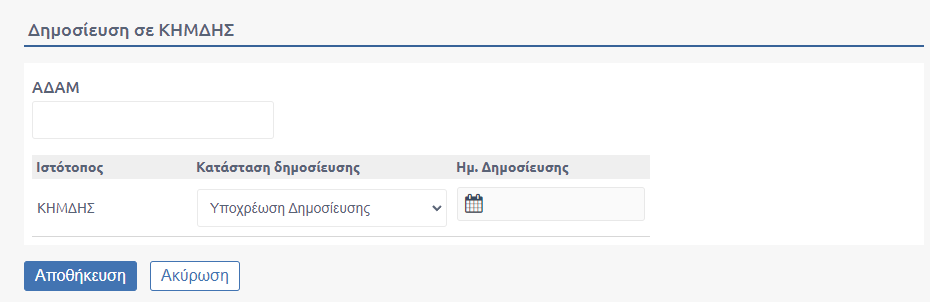 Δημοσίευση σε ΚΗΜΔΗΣ
ΑΔΑΜ
Ιστότοπος Κατάσταση δημοσίευσης Ημ. Δημοσίευσης
ΚΗΜΔΗΣ Υποχρέωση Δημοσίευσης
Αποθήκευση Ακύρωση